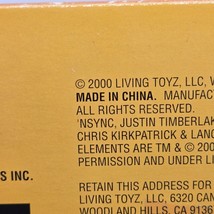 © 2000 LIVING TOYZ, LLC, W
MADE IN CHINA. MANUFAC
ALL RIGHTS RESERVED.
'NSYNC, JUSTIN TIMBERLAK
CHRIS KIRKPATRICK & LANC
ELEMENTS ARE TM & © 200
PERMISSION AND UNDER LI
S INC.
RETAIN THIS ADDRESS FOR
LIVING TOYZ, LLC, 6320 CAN
WOODLAND HILLS, CA 9136